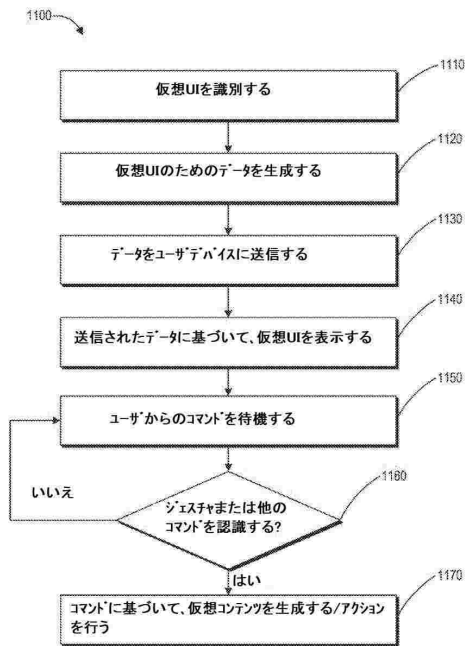 1100
1110
仮想UIを識別する
1120
仮想UIのためのデータを生成する
1130
データをユーザデバイスに送信する
1140
送信されたデータに基づいて、仮想UIを表示する
1150
ユーザからのコマンドを待機する
いいえ
1160
ジェスチャまたは他の
コマンドを認識する?
はい
1170
コマンドに基づいて、仮想コンテンツを生成する/アクション
を行う